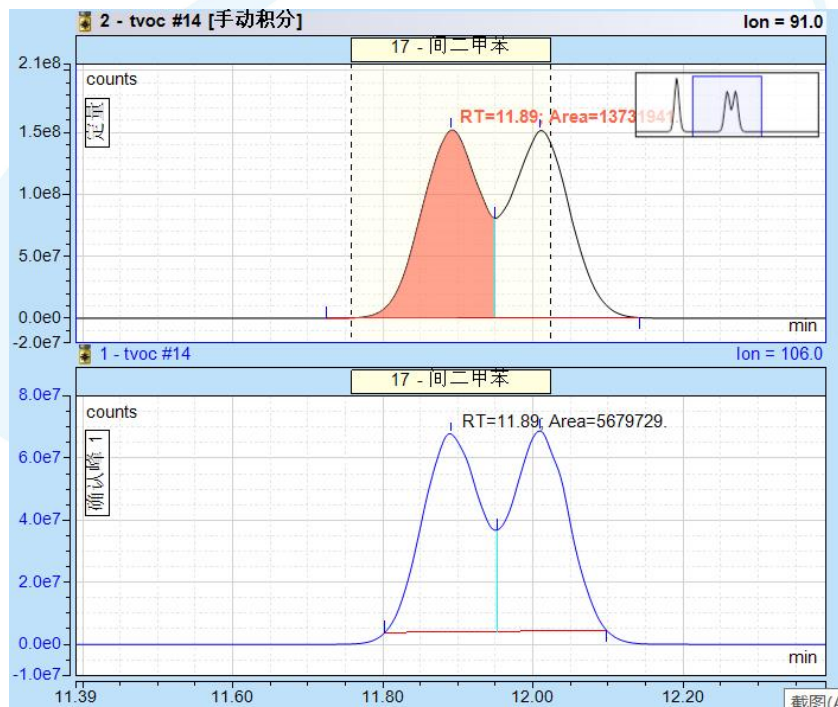 2 - tvoc #14 [手动积分]
Ion = 91.0
17 - 间二甲苯
2.1e8
counts
定量
RT=11.89; Area=13731941.
1.5e8
1.0e8
5.0e7
0.0e0
min
-2.0e7
1 - tvoc #14
Ion = 106.0
17 - 间二甲苯
8.0e7
counts
确认峰 1
RT=11.89; Area=5679729.
6.0e7
4.0e7
2.0e7
0.0e0
min
-1.0e7
11.39
11.60
11.80
12.00
12.20
截图(A